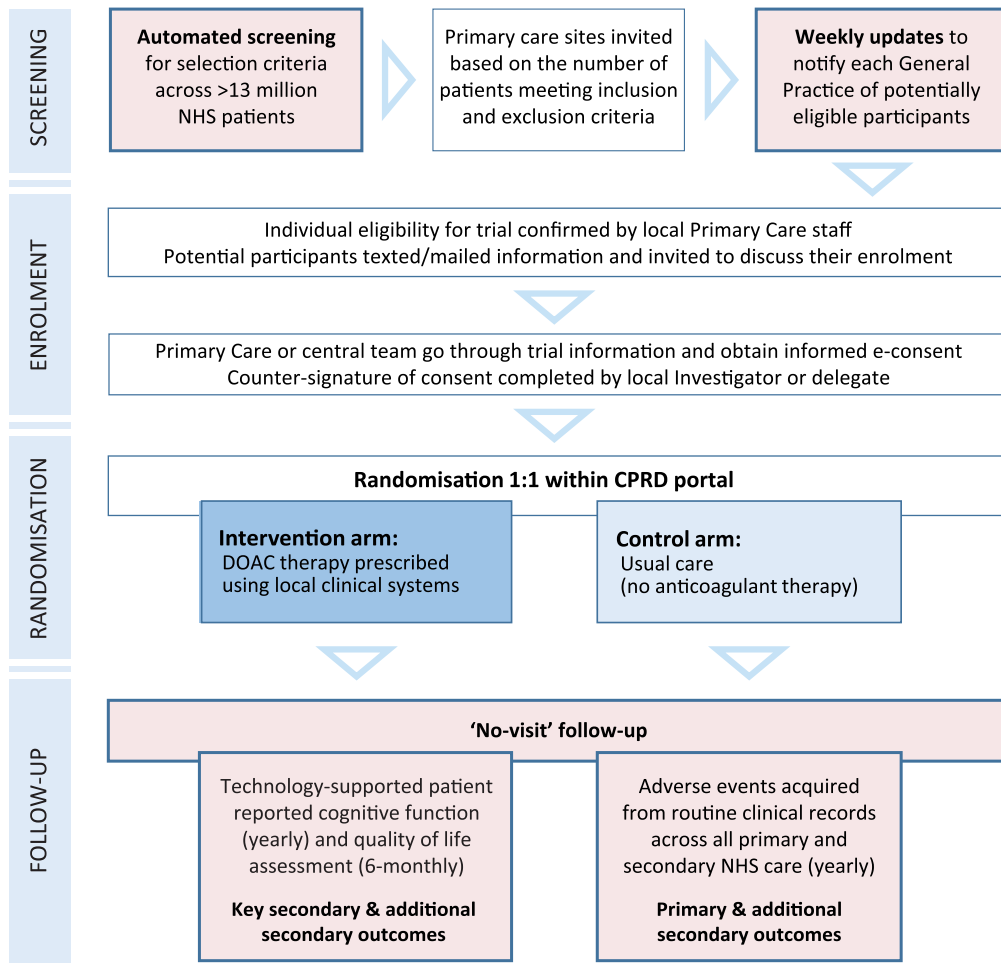 SCREENING
Automated screening
for selection criteria
across >13 million
NHS patients
Primary care sites invited
based on the number of
patients meeting inclusion
and exclusion criteria
Weekly updates to
notify each General
Practice of potentially
eligible participants
ENROLMENT
Individual eligibility for trial confirmed by local Primary Care staff
Potential participants texted/mailed information and invited to discuss their enrolment
Primary Care or central team go through trial information and obtain informed e-consent
Counter-signature of consent completed by local Investigator or delegate
RANDOMISATION
Randomisation 1:1 within CPRD portal
Intervention arm:
DOAC therapy prescribed
using local clinical systems
Control arm:
Usual care
(no anticoagulant therapy)
FOLLOW-UP
‘No-visit’ follow-up
Technology-supported patient
reported cognitive function
(yearly) and quality of life
assessment (6-monthly)
Key secondary & additional
secondary outcomes
Adverse events acquired
from routine clinical records
across all primary and
secondary NHS care (yearly)
Primary & additional
secondary outcomes